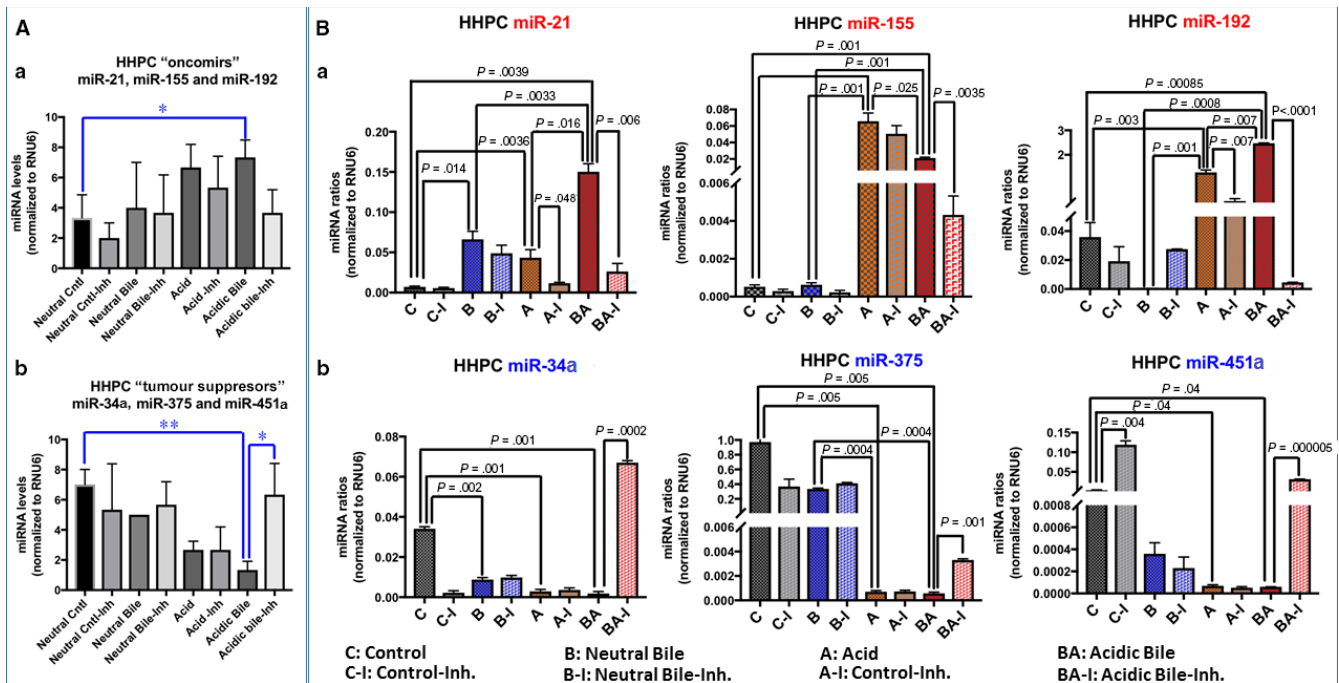 A
a
HHPC "oncomirs"
miR-21, miR-155 and miR-192
miRNA levels
(normalized to RNU6)
10
8
6
4
2
0
*
Neutral Cntl
Neutral Cntl-Inh
Neutral Bile
Neutral Bile-Inh
Acid
Acid-Inh
Acidic Bile
Acidic bile-Inh
b
HHPC "tumour suppresors"
miR-34a, miR-375 and miR-451a
miRNA levels
(normalized to RNU6)
10
8
6
4
2
0
**
*
Neutral Cntl
Neutral Cnt-Inh
Neutral Bile
Neutral Bile-Inh
Acid
Acid-Inh
Acidic Bile
Acidic bile-Inh
B
a
HHPC miR-21
miRNA ratios
(normalized to RNU6)
0.20
0.15
0.10
0.05
0.00
P = .0039
P = .0033
P = .016
P = .006
P = .0036
P = .014
P = .048
C
C-I
B
B-I
A
A-I
BA
BA-I
HHPC miR-155
miRNA ratios
(normalized to RNU6)
0.08
0.06
0.04
0.02
0.006
0.004
0.002
0.000
P = .001
P = .001
P = .001
P = .025
P = .0035
C
C-I
B
B-I
A
A-I
BA
BA-I
HHPC miR-192
miRNA ratios
(normalized to RNU6)
3
2
0.04
0.02
0.00
P = .00085
P = .0008
P<.0001
P = .003
P = .007
P = .001
P = .007
C
C-I
B
B-I
A
A-I
BA
BA-I
b
HHPC miR-34a
miRNA ratios
(normalized to RNU6)
0.08
0.06
0.04
0.02
0.00
P = .0002
P = .001
P = .001
P = .002
C
C-I
B
B-I
A
A-I
BA
BA-I
HHPC miR-375
miRNA ratios
(normalized to RNU6)
1.0
0.8
0.6
0.4
0.2
0.006
0.004
0.002
0.000
P = .005
P = .005
P = .0004
P = .0004
P = .001
C
C-I
B
B-I
A
A-I
BA
BA-I
HHPC miR-451a
miRNA ratios
(normalized to RNU6)
0.15
0.10
0.05
0.0008
0.0006
0.0004
0.0002
0.0000
P = .04
P = .04
P = .004
P = .000005
C
C-I
B
B-I
A
A-I
BA
BA-I
C: Control B: Neutral Bile A: Acid BA: Acidic Bile
C-I: Control-Inh. B-I: Neutral Bile-Inh. A-I: Control-Inh. BA-I: Acidic Bile-Inh.